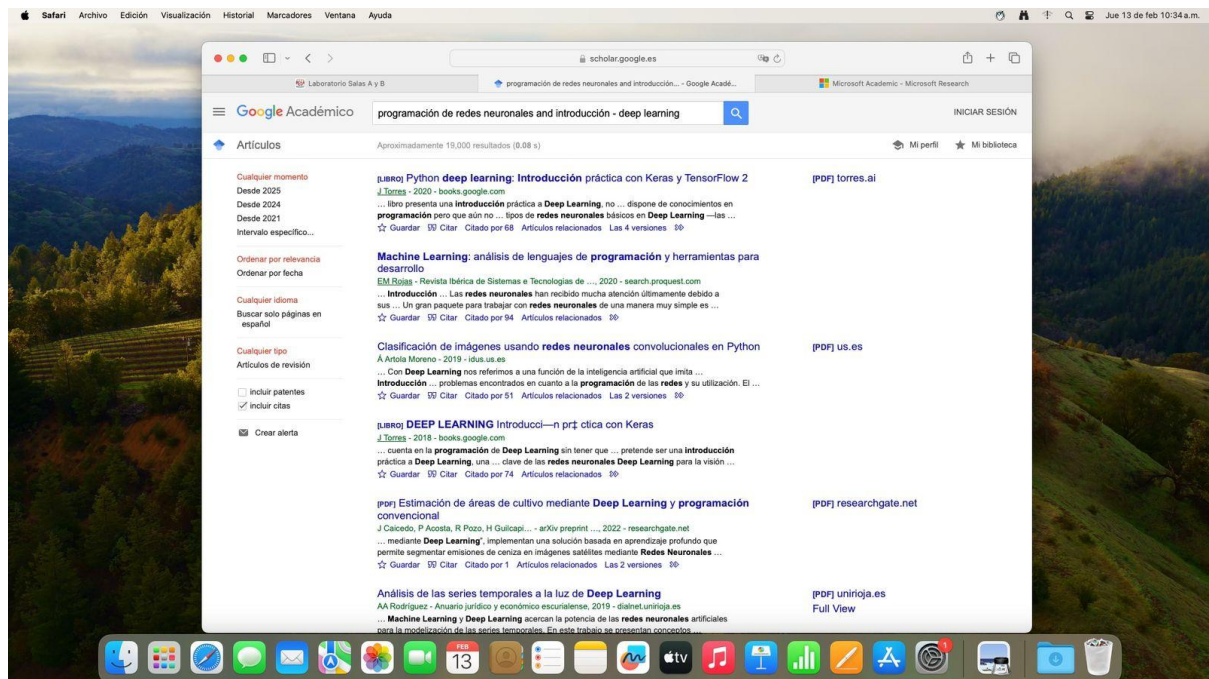 Safari Archivo Edición Visualización Historial Marcadores Ventana Ayuda
Jue 13 de feb 10:34 a.m.
scholar.google.es
Laboratorio Salas A y B
programación de redes neuronales and introducción... - Google Acadé...
Microsoft Academic - Microsoft Research
Google Académico
programación de redes neuronales and introducción - deep learning
INICIAR SESIÓN
Artículos
Aproximadamente 19,000 resultados (0.08 s)
Mi perfil
Mi biblioteca
Cualquier momento
Desde 2025
Desde 2024
Desde 2021
Intervalo específico...
Ordenar por relevancia
Ordenar por fecha
Cualquier idioma
Buscar solo páginas en
español
Cualquier tipo
Artículos de revisión
incluir patentes
incluir citas
Crear alerta
[LIBRO] Python deep learning: Introducción práctica con Keras y TensorFlow 2
J Torres - 2020 - books.google.com
… libro presenta una introducción práctica a Deep Learning, no … dispone de conocimientos en
programación pero que aún no … tipos de redes neuronales básicos en Deep Learning —las …
Guardar Citar Citado por 68 Artículos relacionados Las 4 versiones
[PDF] torres.ai
Machine Learning: análisis de lenguajes de programación y herramientas para
desarrollo
EM Rojas - Revista Ibérica de Sistemas e Tecnologias de …, 2020 - search.proquest.com
… Introducción … Las redes neuronales han recibido mucha atención últimamente debido a
sus … Un gran paquete para trabajar con redes neuronales de una manera muy simple es …
Guardar Citar Citado por 94 Artículos relacionados
Clasificación de imágenes usando redes neuronales convolucionales en Python
Á Artola Moreno - 2019 - idus.us.es
… Con Deep Learning nos referimos a una función de la inteligencia artificial que imita …
Introducción … problemas encontrados en cuanto a la programación de las redes y su utilización. El …
Guardar Citar Citado por 51 Artículos relacionados Las 2 versiones
[PDF] us.es
[LIBRO] DEEP LEARNING Introducci—n pr‡ ctica con Keras
J Torres - 2018 - books.google.com
… cuenta en la programación de Deep Learning sin tener que … pretende ser una introducción
práctica a Deep Learning, una … clave de las redes neuronales Deep Learning para la visión …
Guardar Citar Citado por 74 Artículos relacionados
[PDF] Estimación de áreas de cultivo mediante Deep Learning y programación
convencional
J Caicedo, P Acosta, R Pozo, H Guilcapi… - arXiv preprint …, 2022 - researchgate.net
… mediante Deep Learning", implementan una solución basada en aprendizaje profundo que
permite segmentar emisiones de ceniza en imágenes satélites mediante Redes Neuronales …
Guardar Citar Citado por 1 Artículos relacionados Las 2 versiones
[PDF] researchgate.net
Análisis de las series temporales a la luz de Deep Learning
AA Rodríguez - Anuario jurídico y económico escurialense, 2019 - dialnet.unirioja.es
… Machine Learning y Deep Learning acercan la potencia de las redes neuronales artificiales
para la modelización de las series temporales. En este trabajo se presentan conceptos …
[PDF] unirioja.es
Full View
FEB
13
tv
1